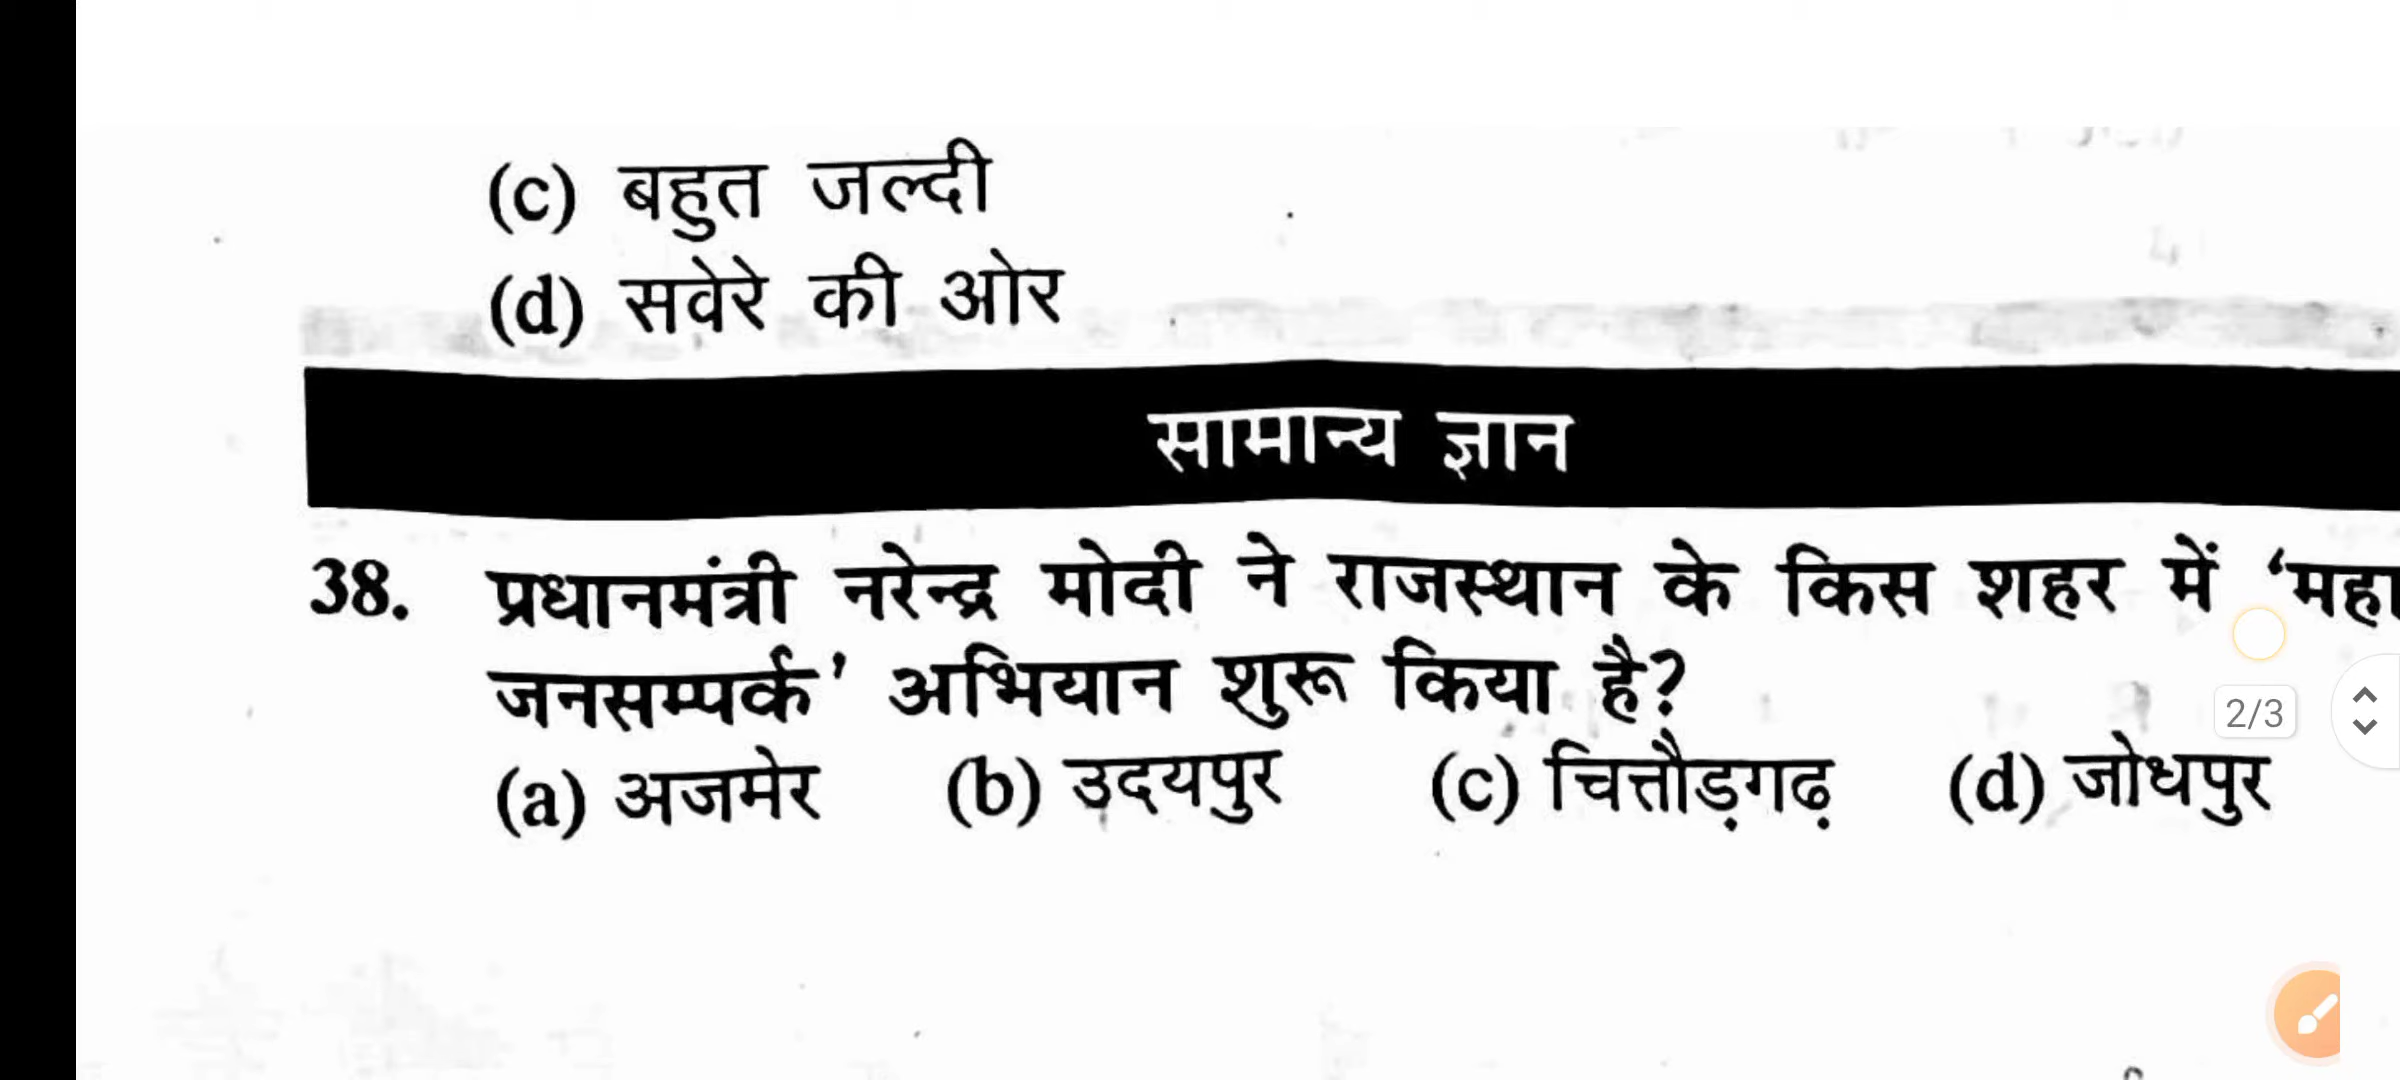 (c) बहुत जल्दी
(d) सवेरे की ओर
सामान्य ज्ञान
38. प्रधानमंत्री नरेन्द्र मोदी ने राजस्थान के किस शहर में ‘महा
जनसम्पर्क’ अभियान शुरू किया है?
2/3
(a) अजमेर (b) उदयपुर (c) चित्तौड़गढ़ (d) जोधपुर